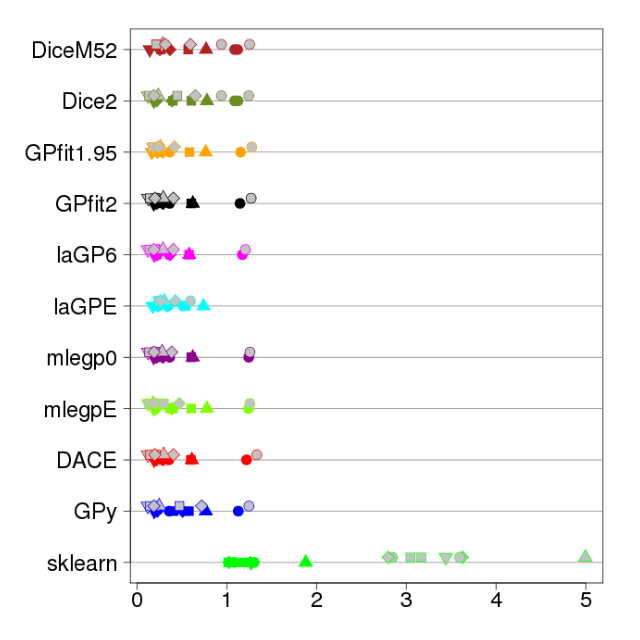 DiceM52
Dice2
GPfit1.95
GPfit2
laGP6
laGPE
mlegp0
mlegpE
DACE
GPy
sklearn
0 1 2 3 4 5